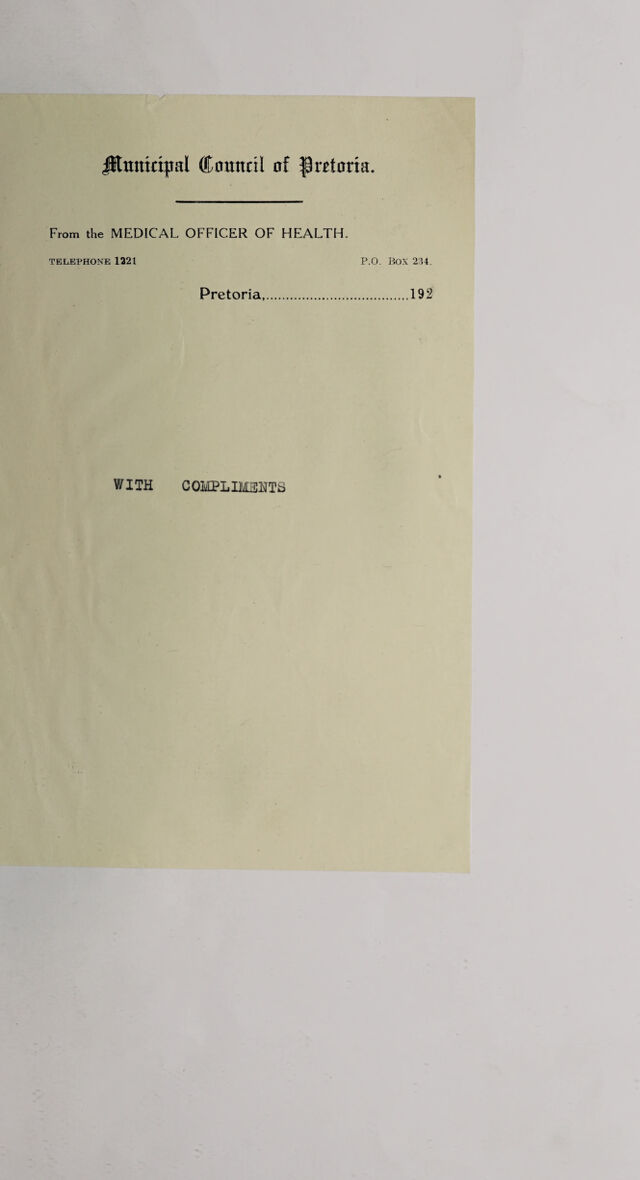 Municipal Council of Pretoria.
From the MEDICAL OFFICER OF HEALTH.
TELEPHONE 1321 P.O. Box 234.
Pretoria,.......................................192
WITH COMPLIMENTS